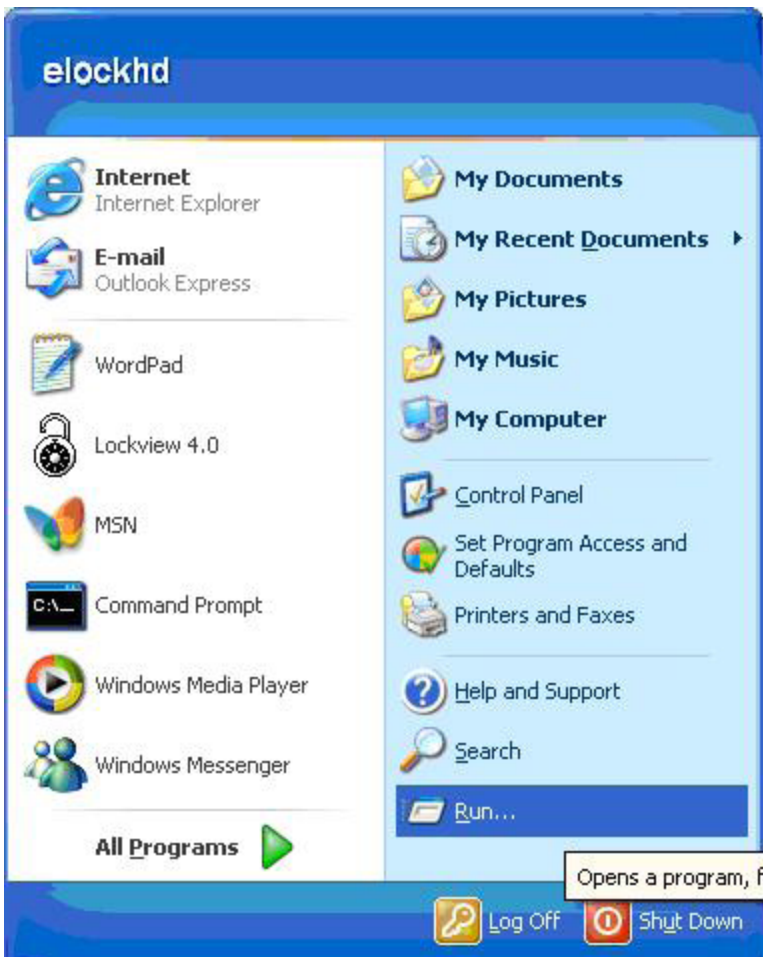 elockhd
Internet
Internet Explorer
E-mail
Outlook Express
WordPad
Lockview 4.0
MSN
C:\_
Command Prompt
Windows Media Player
Windows Messenger
All Programs
My Documents
My Recent Documents
My Pictures
My Music
My Computer
Control Panel
Set Program Access and
Defaults
Printers and Faxes
Help and Support
Search
Run...
Opens a program, f
Log Off
Shut Down